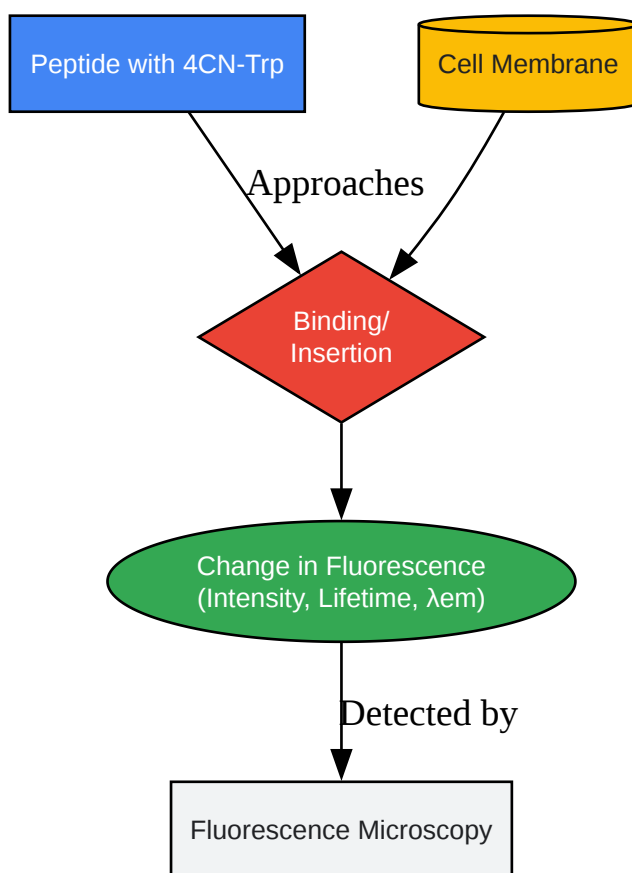 Peptide with 4CN-Trp
Cell Membrane
Approaches
Binding/
Insertion
Change in Fluorescence
(Intensity, Lifetime, λem)
Detected by
Fluorescence Microscopy